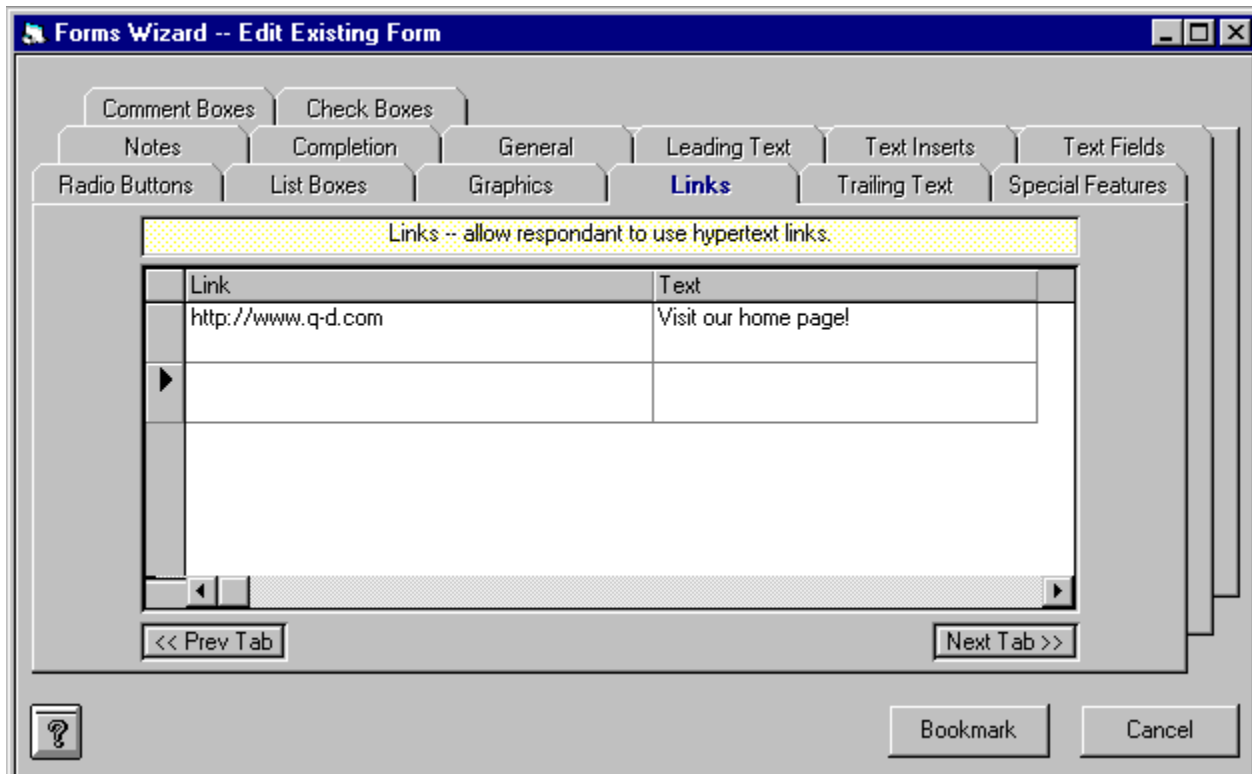 Forms Wizard -- Edit Existing Form
Comment Boxes Check Boxes
Notes Completion General Leading Text Text Inserts Text Fields
Radio Buttons List Boxes Graphics Links Trailing Text Special Features
Links -- allow respondant to use hypertext links.
Link Text
http://www.q-d.com Visit our home page!
<< Prev Tab Next Tab >>
? Bookmark Cancel